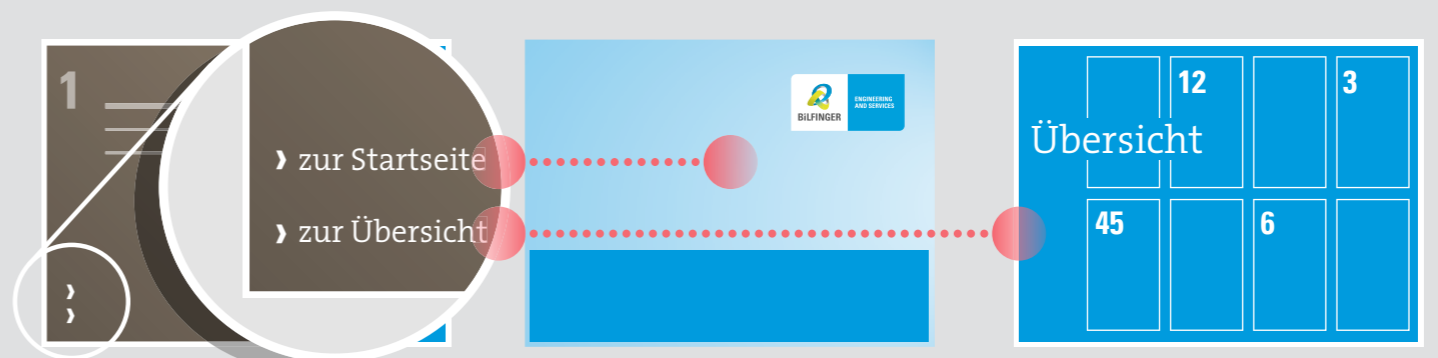 1
❱ zur Startseite
❱ zur Übersicht
BiLFINGER
ENGINEERING
AND SERVICES
12
3
Übersicht
45
6